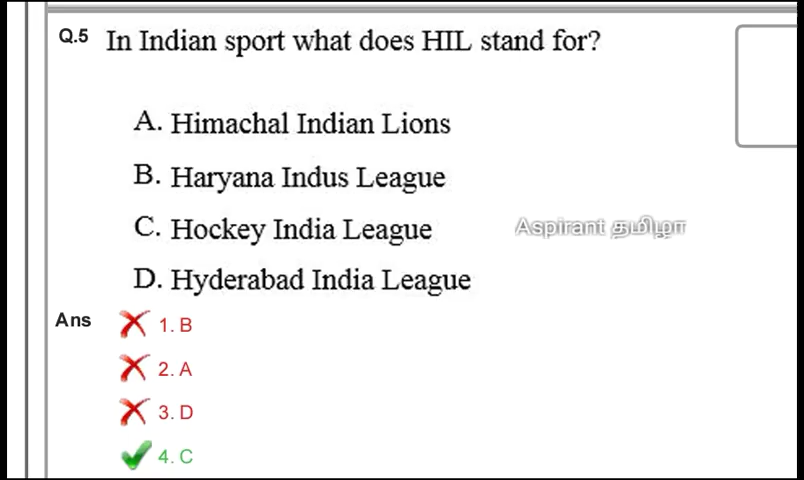 Q.5 In Indian sport what does HIL stand for?
A. Himachal Indian Lions
B. Haryana Indus League
C. Hockey India League
Aspirant தமிழா
D. Hyderabad India League
Ans
1. B
2. A
3. D
4. C